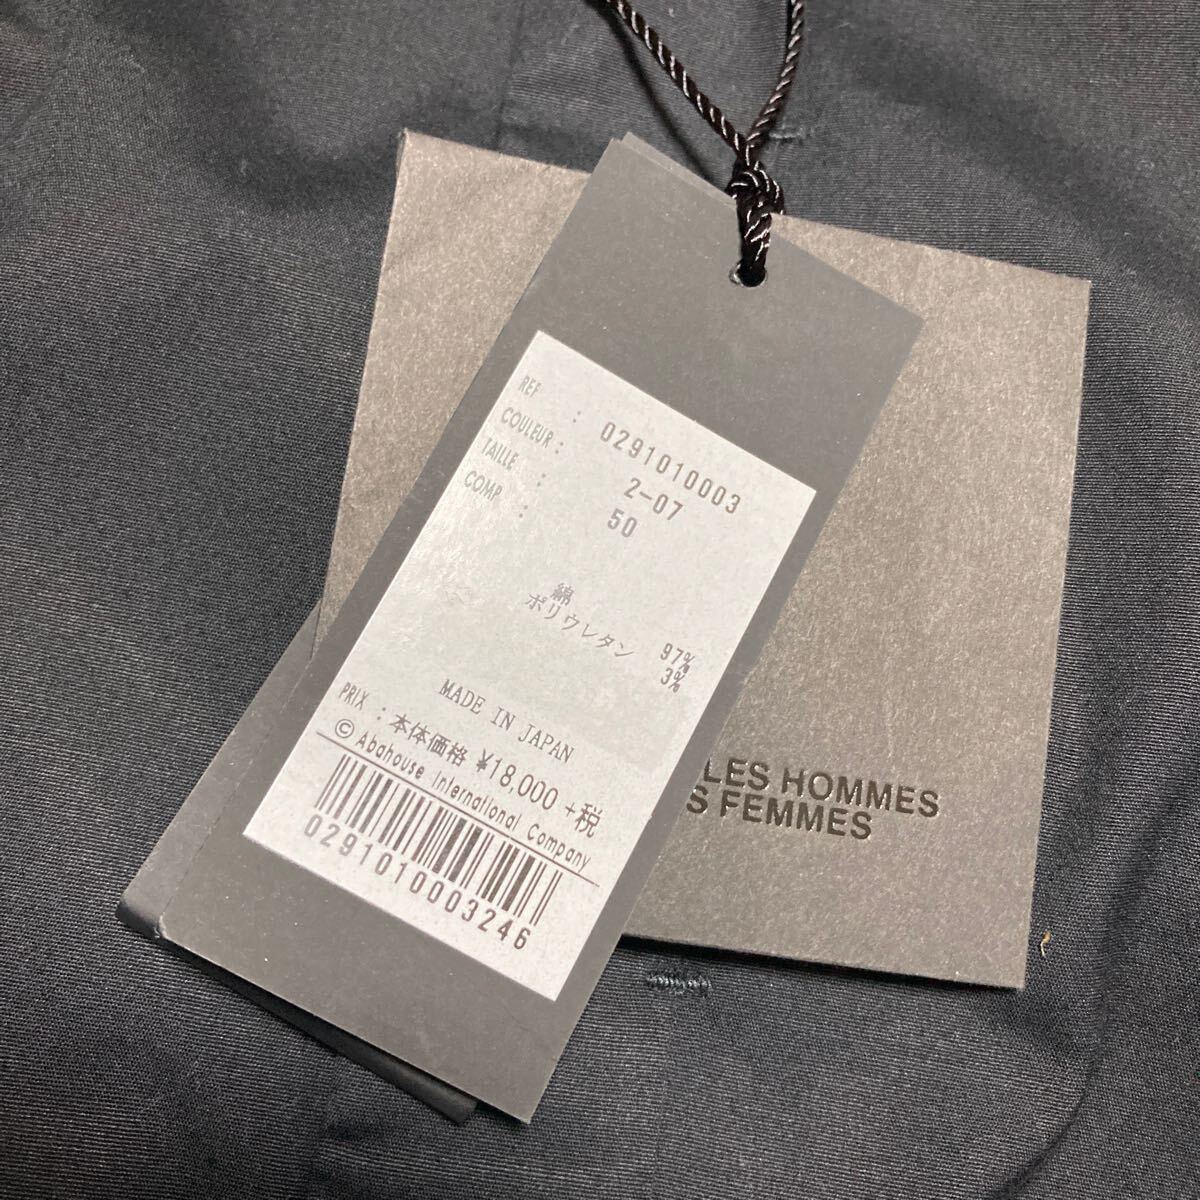 REF : 0291010003
COULEUR : 2-07
TAILLE : 50
COMP :
綿 97%
ポリウレタン 3%
MADE IN JAPAN
PRIX : 本体価格 ¥18,000 +税
© Abahouse International Company
0291010003246
LES HOMMES
S FEMMES